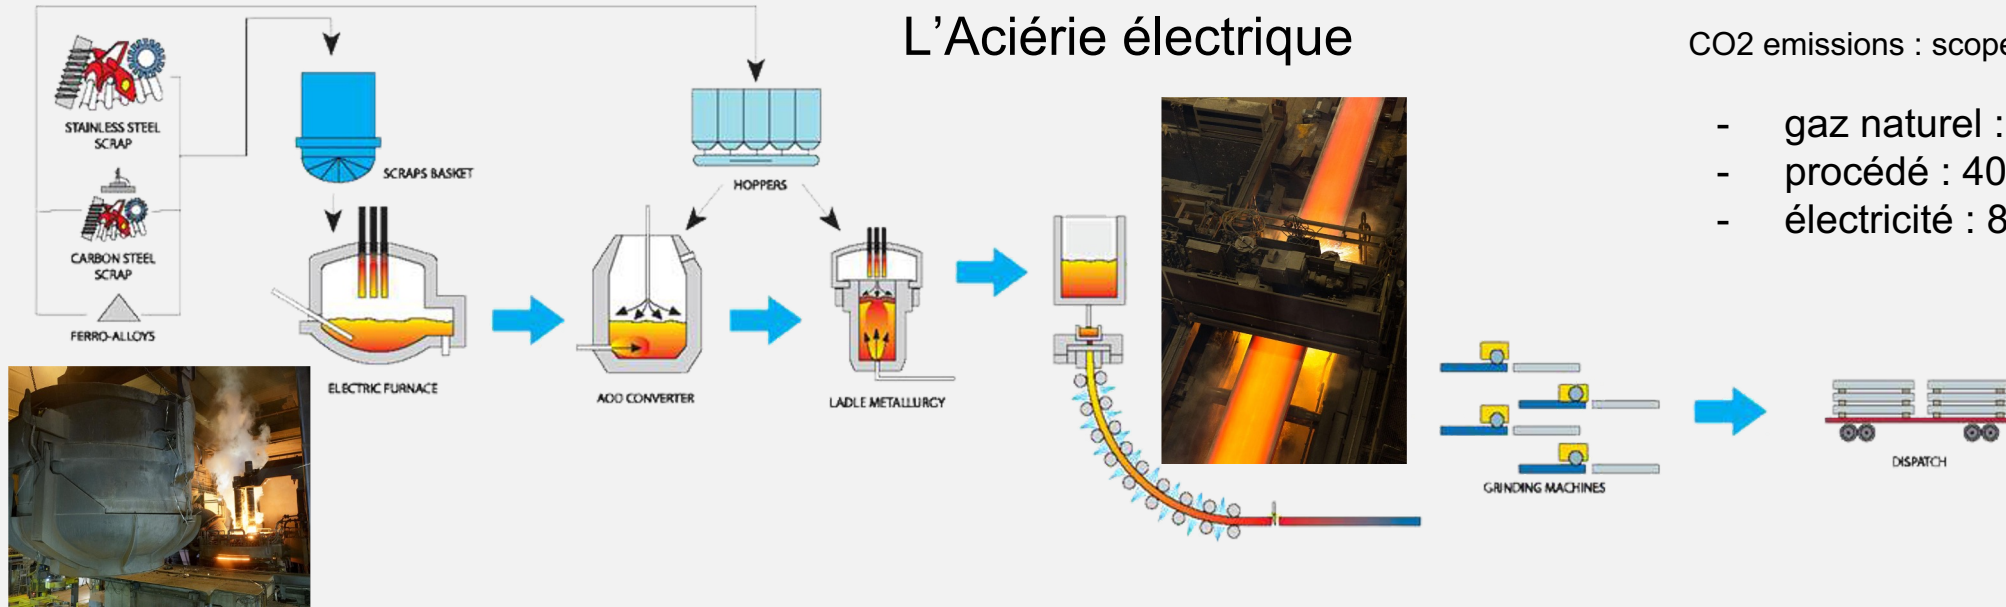 L’Aciérie électrique
CO2 emissions : scope
- gaz naturel :
- procédé : 40
- électricité : 8
STAINLESS STEEL
SCRAP
CARBON STEEL
SCRAP
FERRO-ALLOYS
SCRAPS BASKET
HOPPERS
ELECTRIC FURNACE
AOD CONVERTER
LADLE METALLURGY
GRINDING MACHINES
DISPATCH